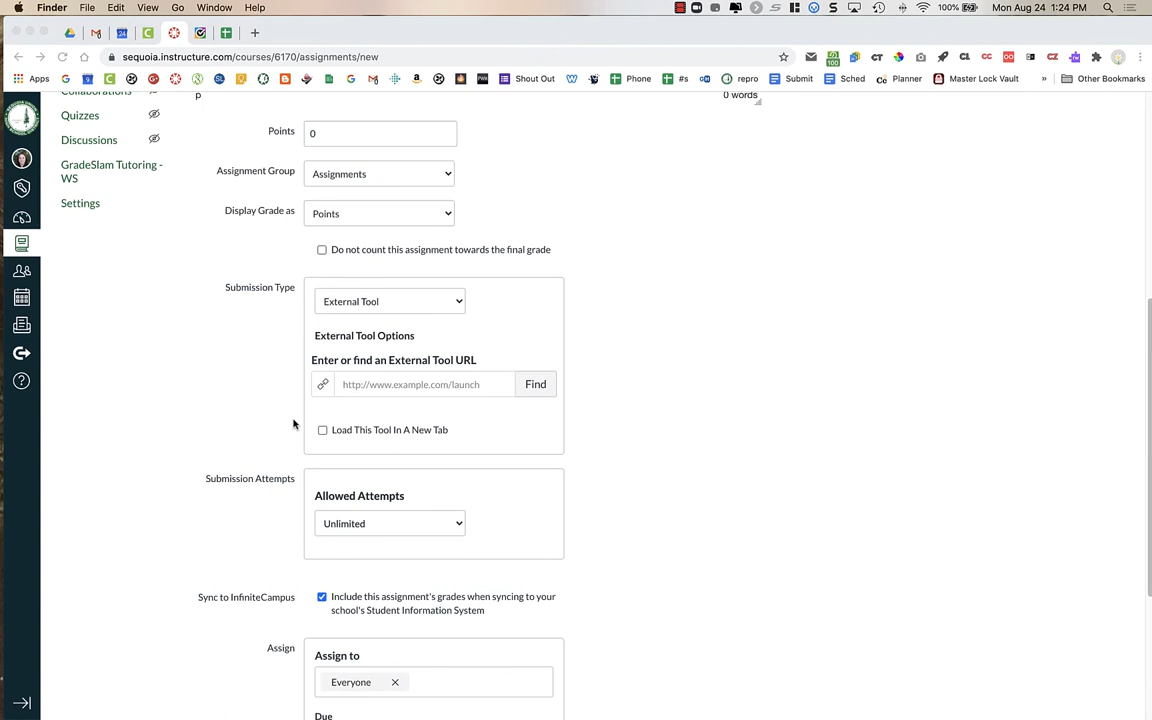 Finder File Edit View Go Window Help 100% Mon Aug 24 1:24 PM
sequoia.instructure.com/courses/6170/assignments/new
Apps Shout Out Phone #s repro Submit Sched Planner Master Lock Vault » Other Bookmarks
Collaborations
p 0 words
Quizzes
Discussions
GradeSlam Tutoring -
WS
Settings
Points 0
Assignment Group Assignments
Display Grade as Points
Do not count this assignment towards the final grade
Submission Type External Tool
External Tool Options
Enter or find an External Tool URL
http://www.example.com/launch Find
Load This Tool In A New Tab
Submission Attempts
Allowed Attempts
Unlimited
Sync to InfiniteCampus Include this assignment's grades when syncing to your
school's Student Information System
Assign
Assign to
Everyone
Due